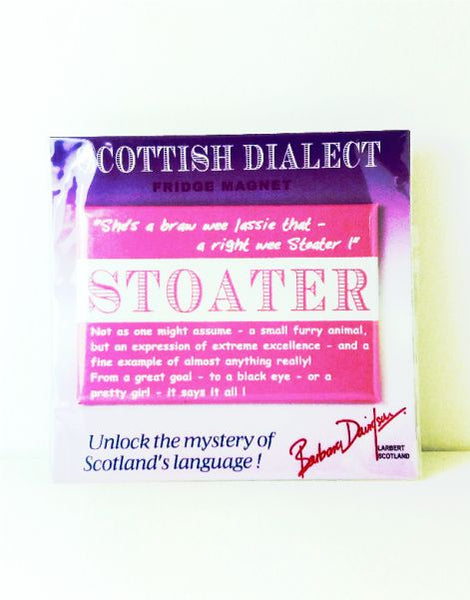 SCOTTISH DIALECT
FRIDGE MAGNET
"She's a braw wee lassie that -
a right wee Stoater !"
STOATER
Not as one might assume - a small furry animal,
but an expression of extreme excellence - and a
fine example of almost anything really!
From a great goal - to a black eye - or a
pretty girl - it says it all !
Unlock the mystery of
Scotland's language !
Barbara Davidson
LARBERT
SCOTLAND